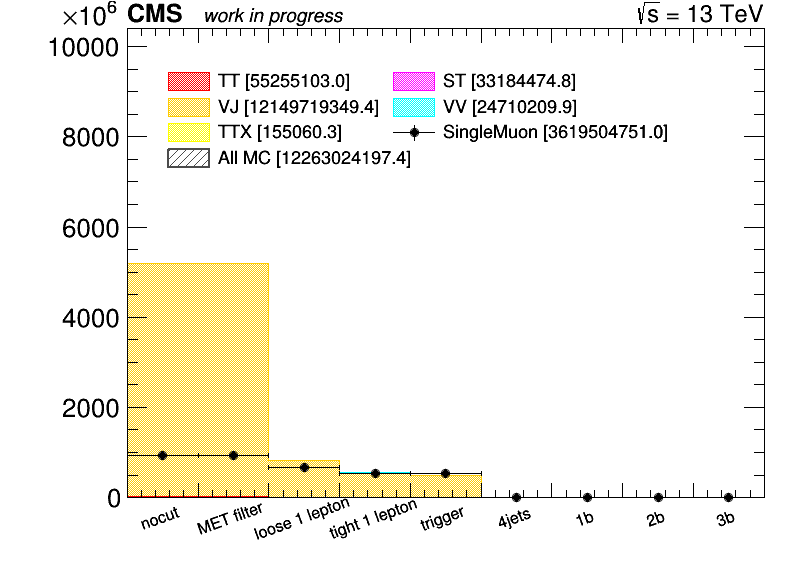 ×10⁶ CMS work in progress √s = 13 TeV
10000
TT [55255103.0] ST [33184474.8]
VJ [12149719349.4] VV [24710209.9]
TTX [155060.3] SingleMuon [3619504751.0]
All MC [12263024197.4]
8000
6000
4000
2000
0
nocut MET filter loose 1 lepton tight 1 lepton trigger 4jets 1b 2b 3b